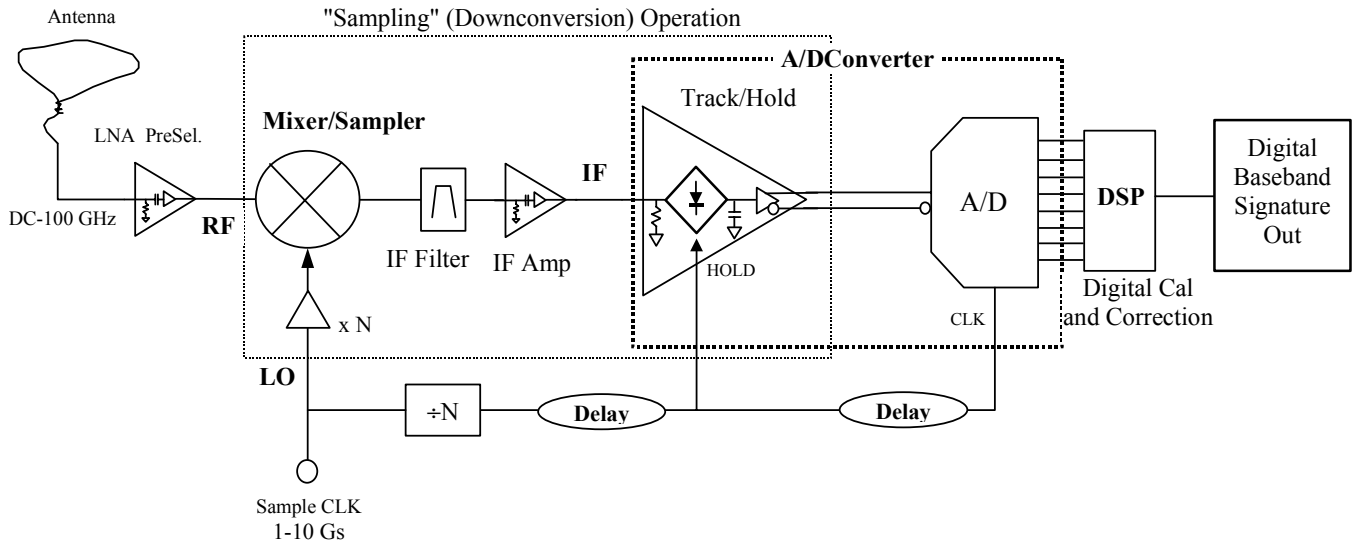 "Sampling" (Downconversion) Operation
Antenna
A/DConverter
Track/Hold
Mixer/Sampler
LNA PreSel.
DC-100 GHz
RF
IF Filter
IF Amp
IF
HOLD
A/D
CLK
DSP
Digital Cal
and Correction
Digital
Baseband
Signature
Out
x N
LO
÷N
Delay
Delay
Sample CLK
1-10 Gs